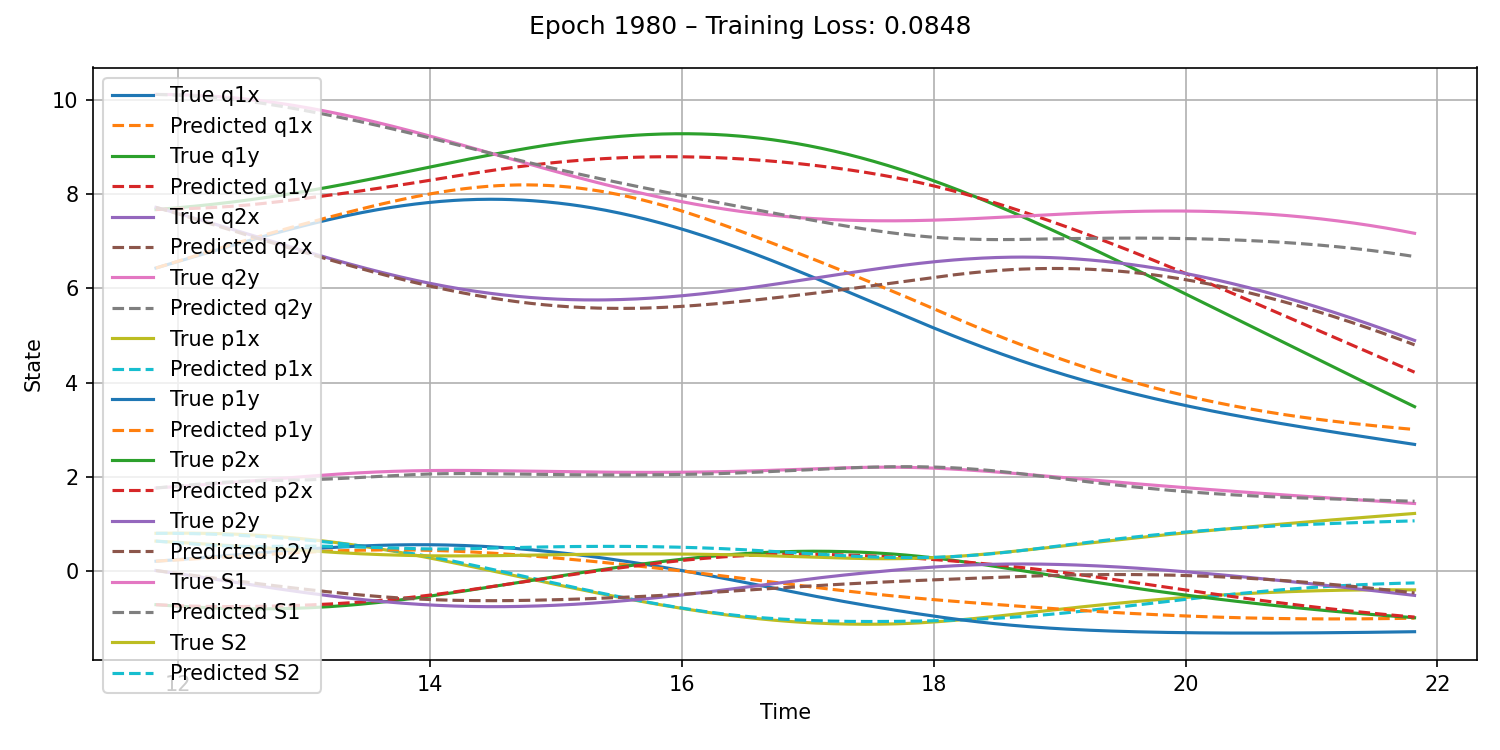 Epoch 1980 – Training Loss: 0.0848
10
8
6
4
2
0
State
True q1x
Predicted q1x
True q1y
Predicted q1y
True q2x
Predicted q2x
True q2y
Predicted q2y
True p1x
Predicted p1x
True p1y
Predicted p1y
True p2x
Predicted p2x
True p2y
Predicted p2y
True S1
Predicted S1
True S2
Predicted S2
12 14 16 18 20 22
Time